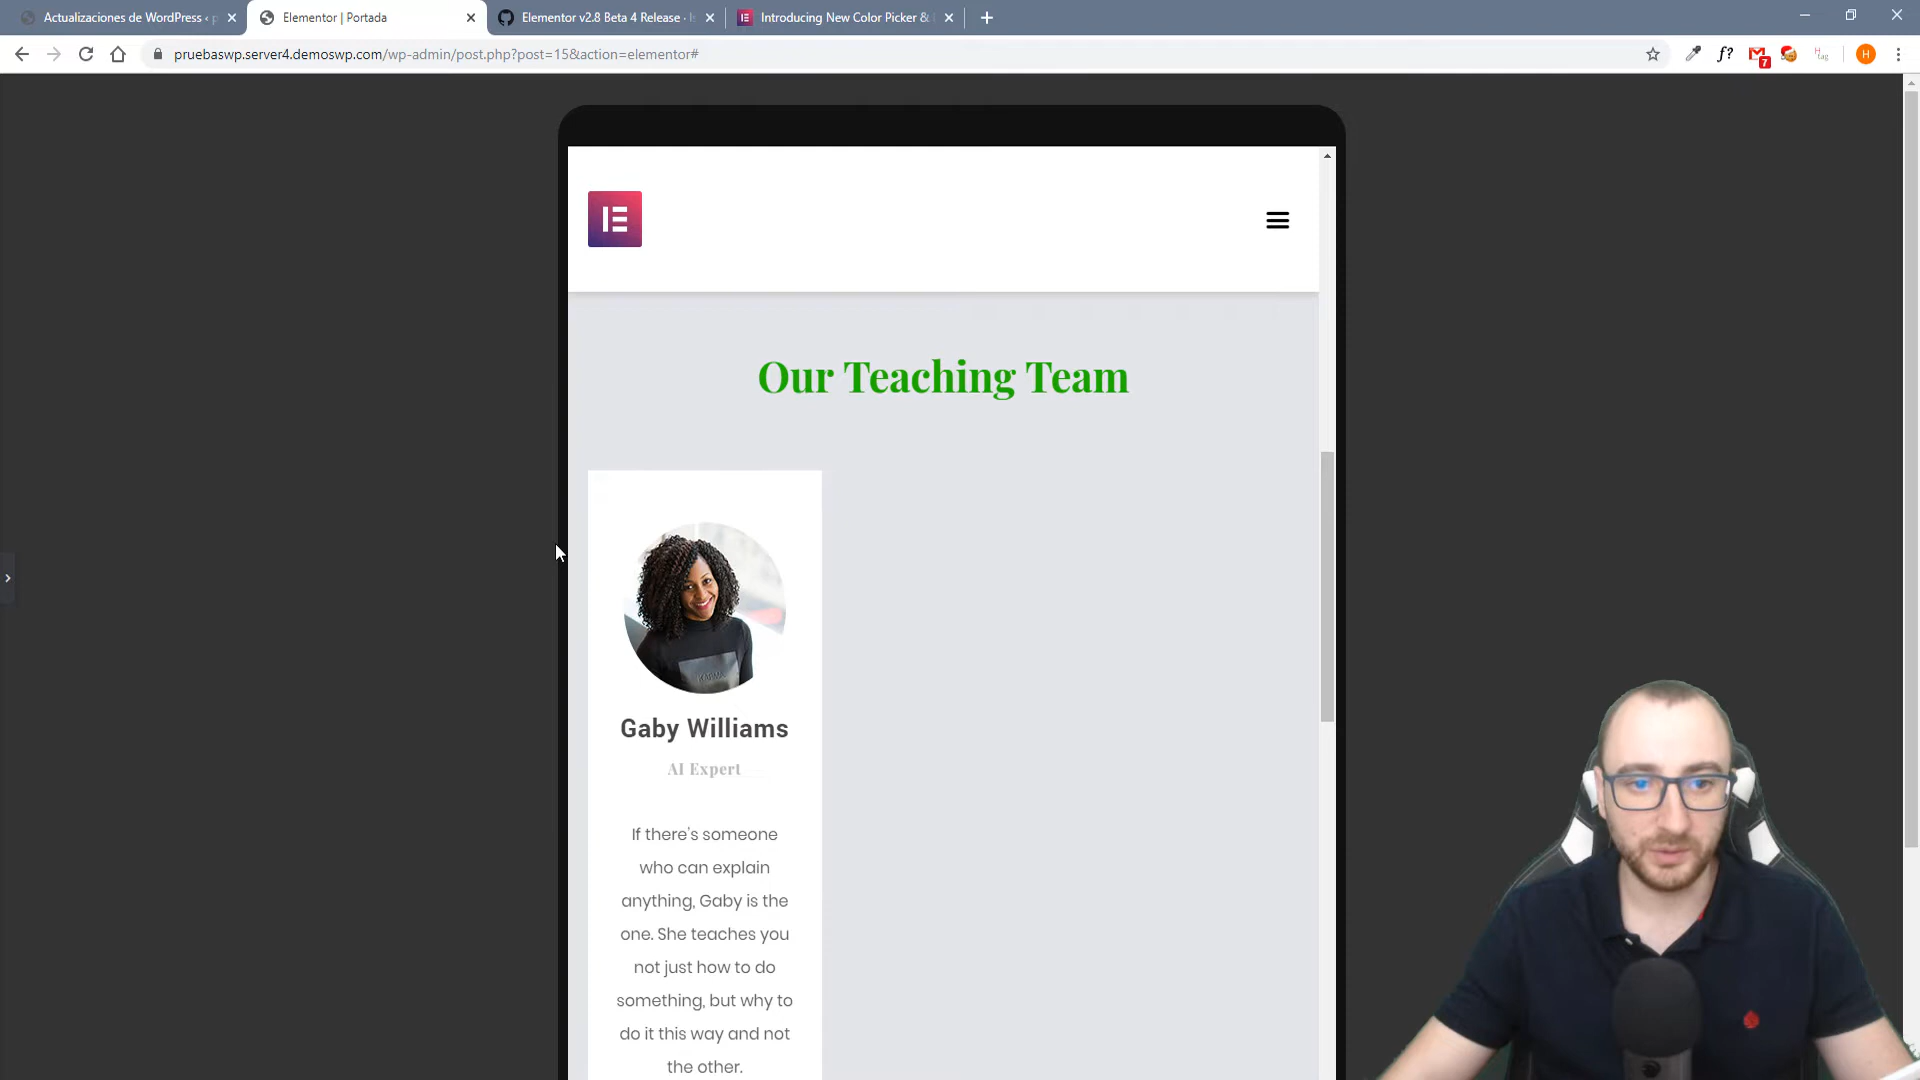 Actualizaciones de WordPress ‹ p
Elementor | Portada
Elementor v2.8 Beta 4 Release · Is
Introducing New Color Picker &
pruebaswp.server4.demoswp.com/wp-admin/post.php?post=15&action=elementor#
f?
7
H
tag
H
Our Teaching Team
Gaby Williams
AI Expert
If there's someone
who can explain
anything, Gaby is the
one. She teaches you
not just how to do
something, but why to
do it this way and not
the other.